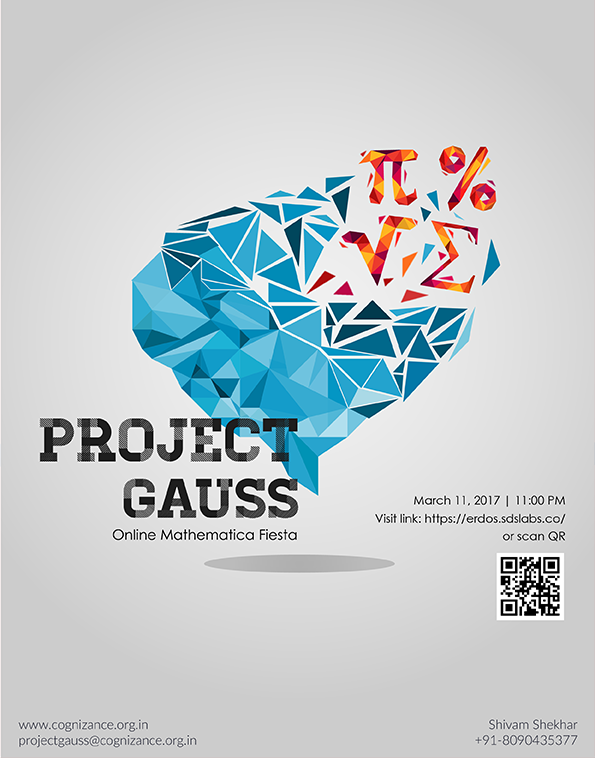 π %
√ Σ
PROJECT
GAUSS
Online Mathematica Fiesta
March 11, 2017 | 11:00 PM
Visit link: https://erdos.sdslabs.co/
or scan QR
www.cognizance.org.in
projectgauss@cognizance.org.in
Shivam Shekhar
+91-8090435377